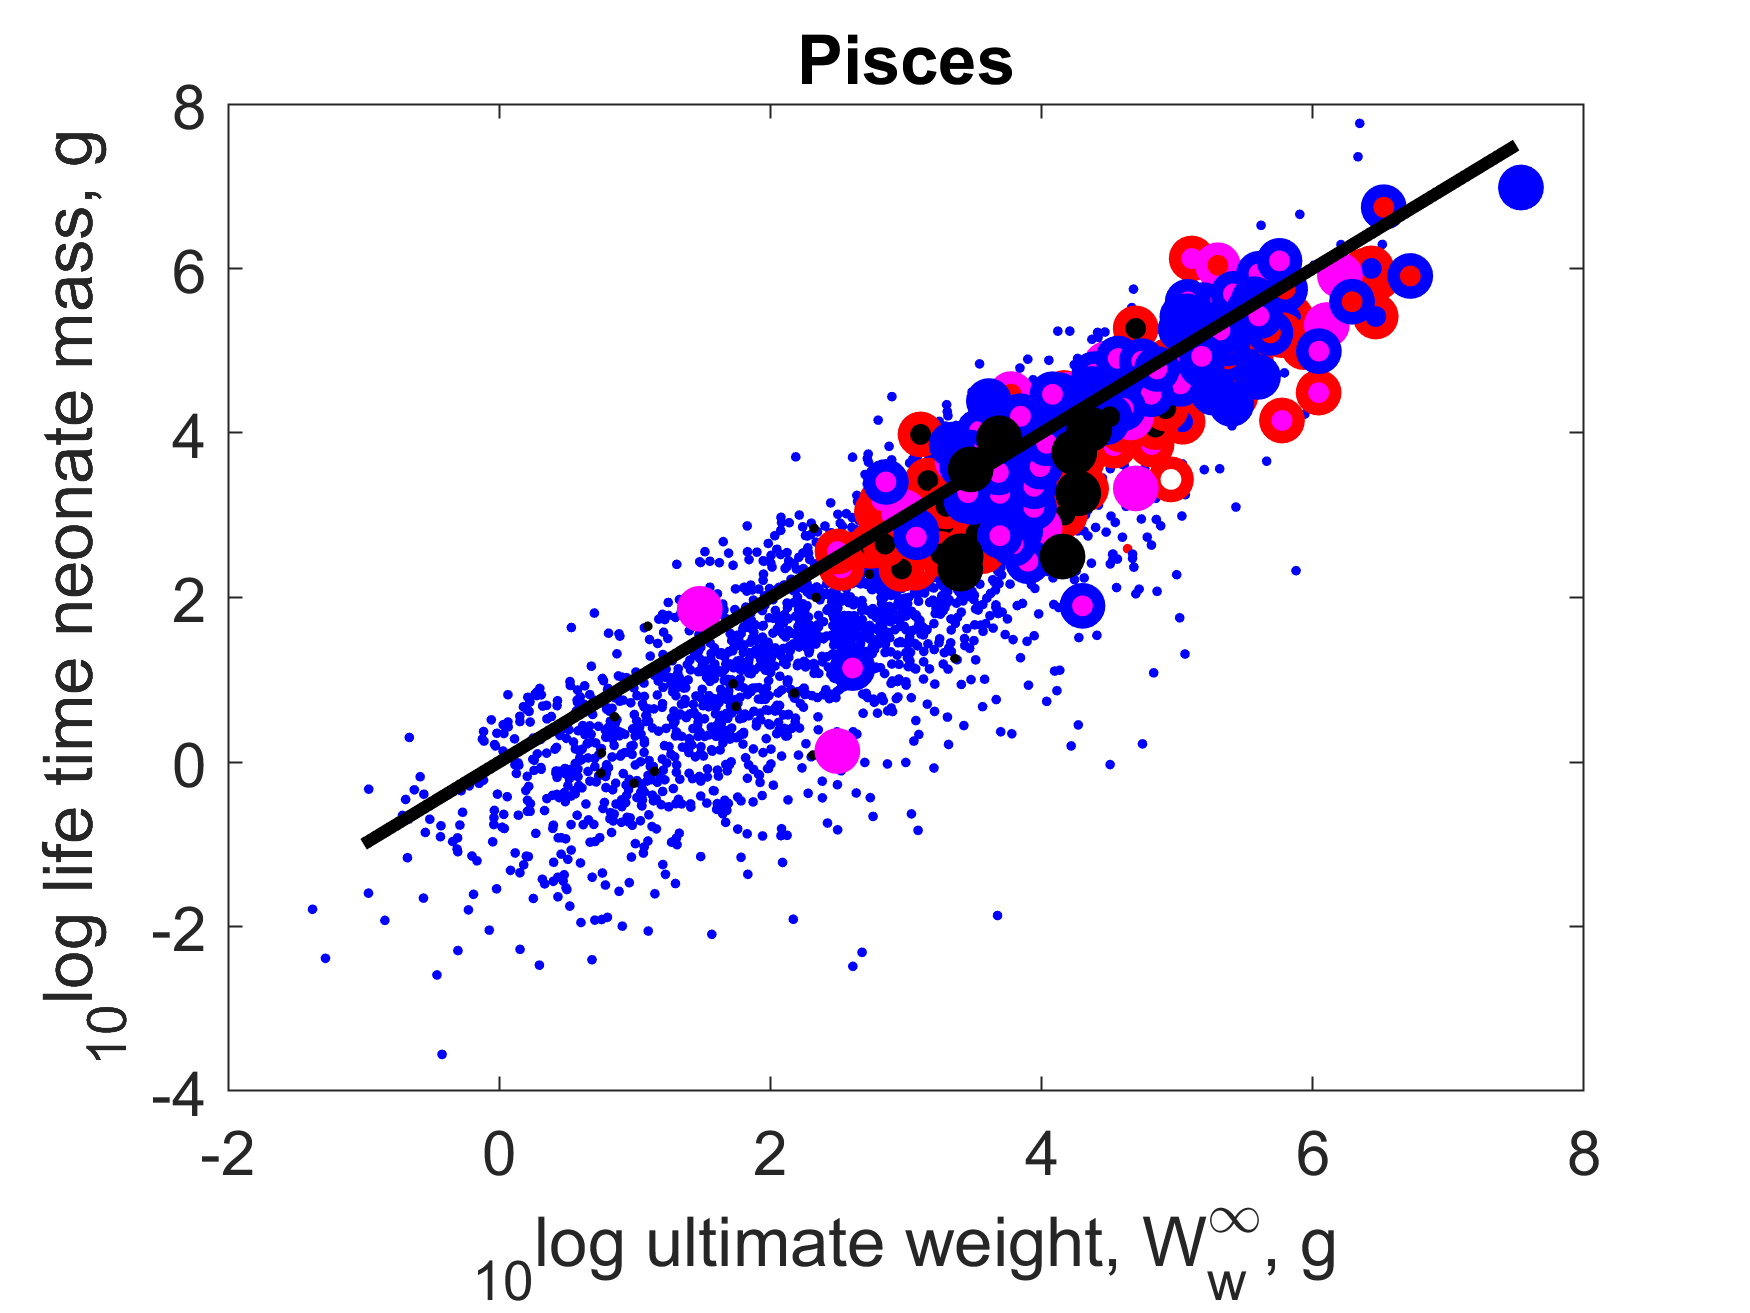 Pisces
10log life time neonate mass, g
8
6
4
2
0
-2
-4
-2 0 2 4 6 8
10log ultimate weight, W∞w, g